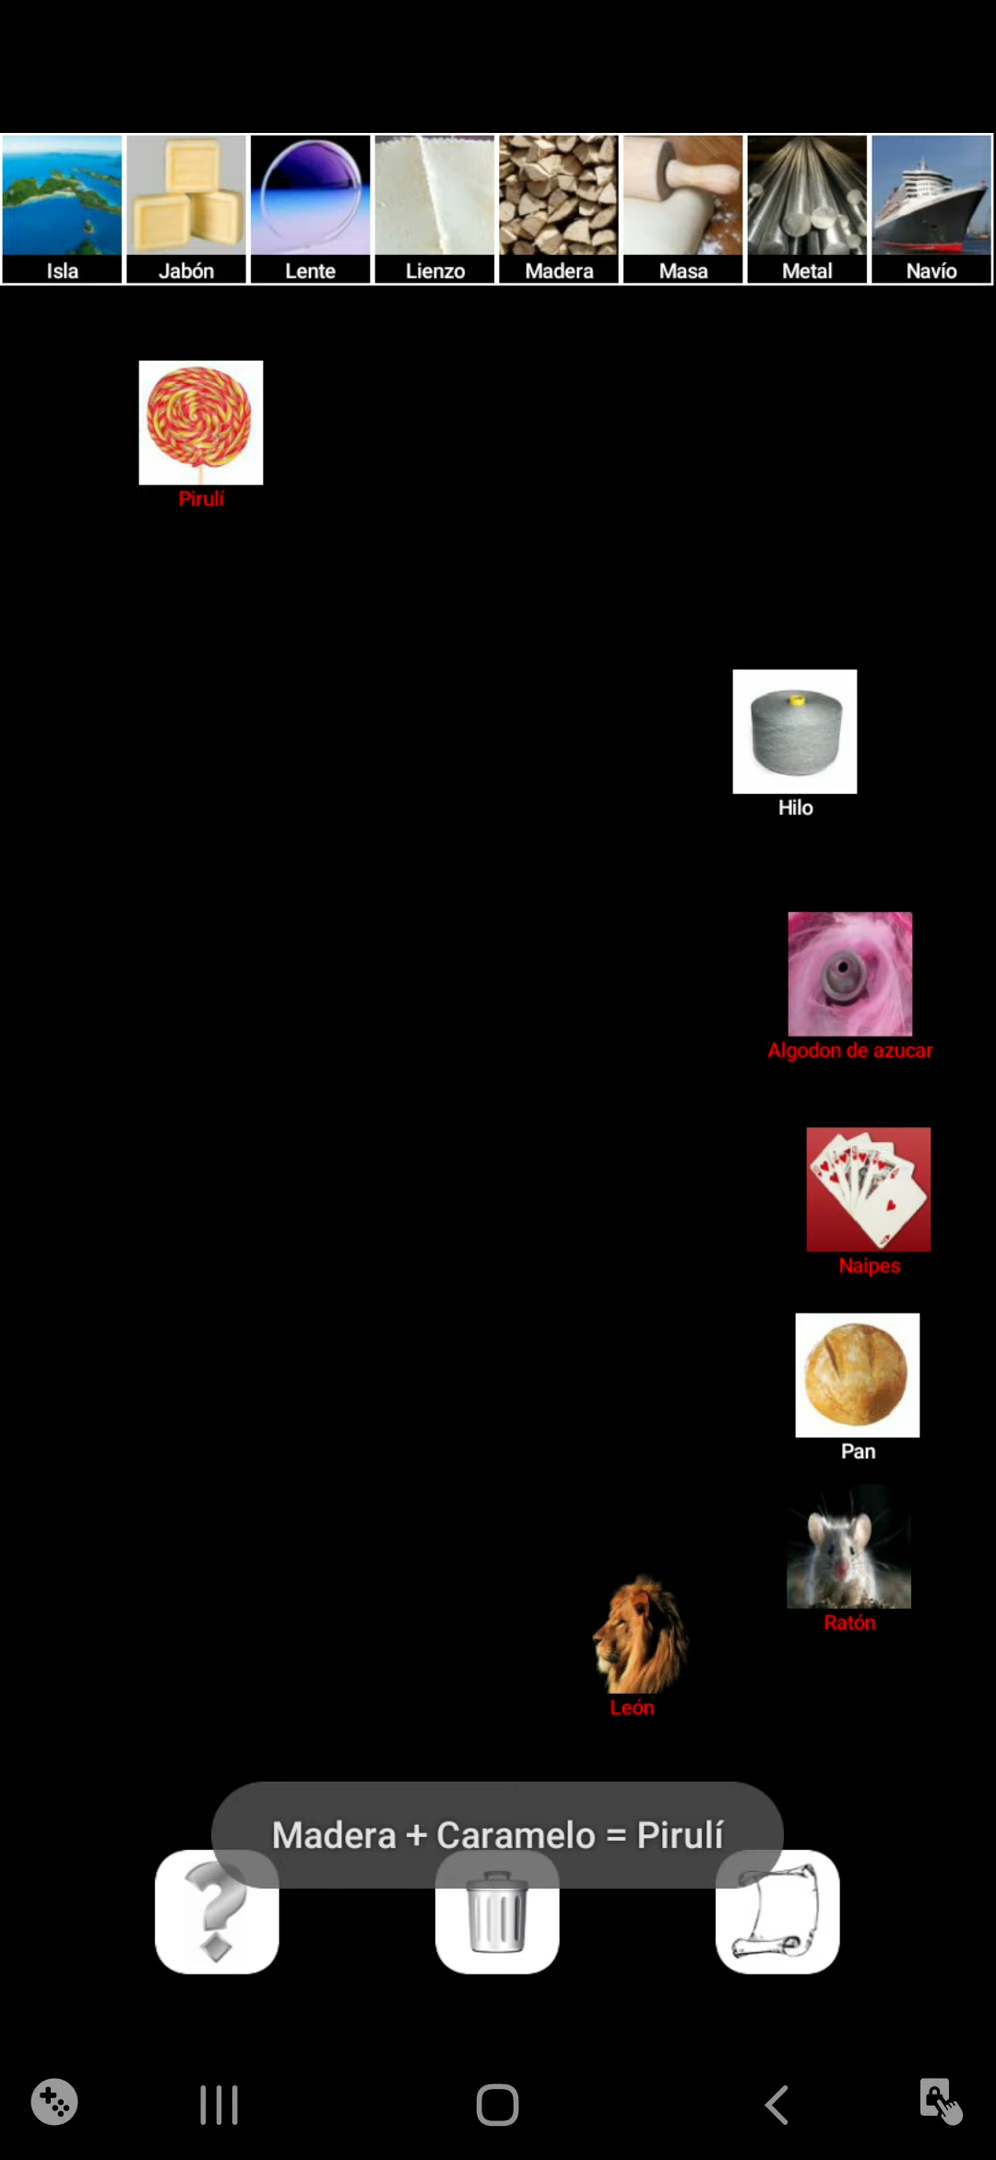 Isla
Jabón
Lente
Lienzo
Madera
Masa
Metal
Navío
Pirulí
Hilo
Algodon de azucar
Naipes
Pan
Ratón
León
Madera + Caramelo = Pirulí